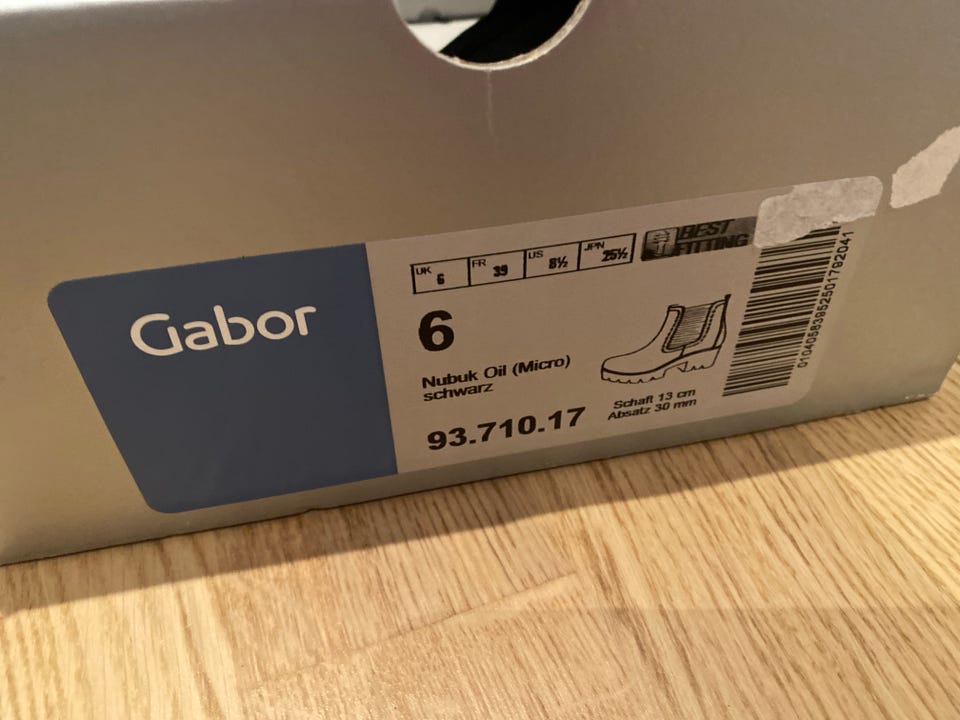 Gabor
UK 6 FR 39 US 8½ JPN 25½
BEST
FITTING
6
Nubuk Oil (Micro)
schwarz
93.710.17
Schaft 13 cm
Absatz 30 mm